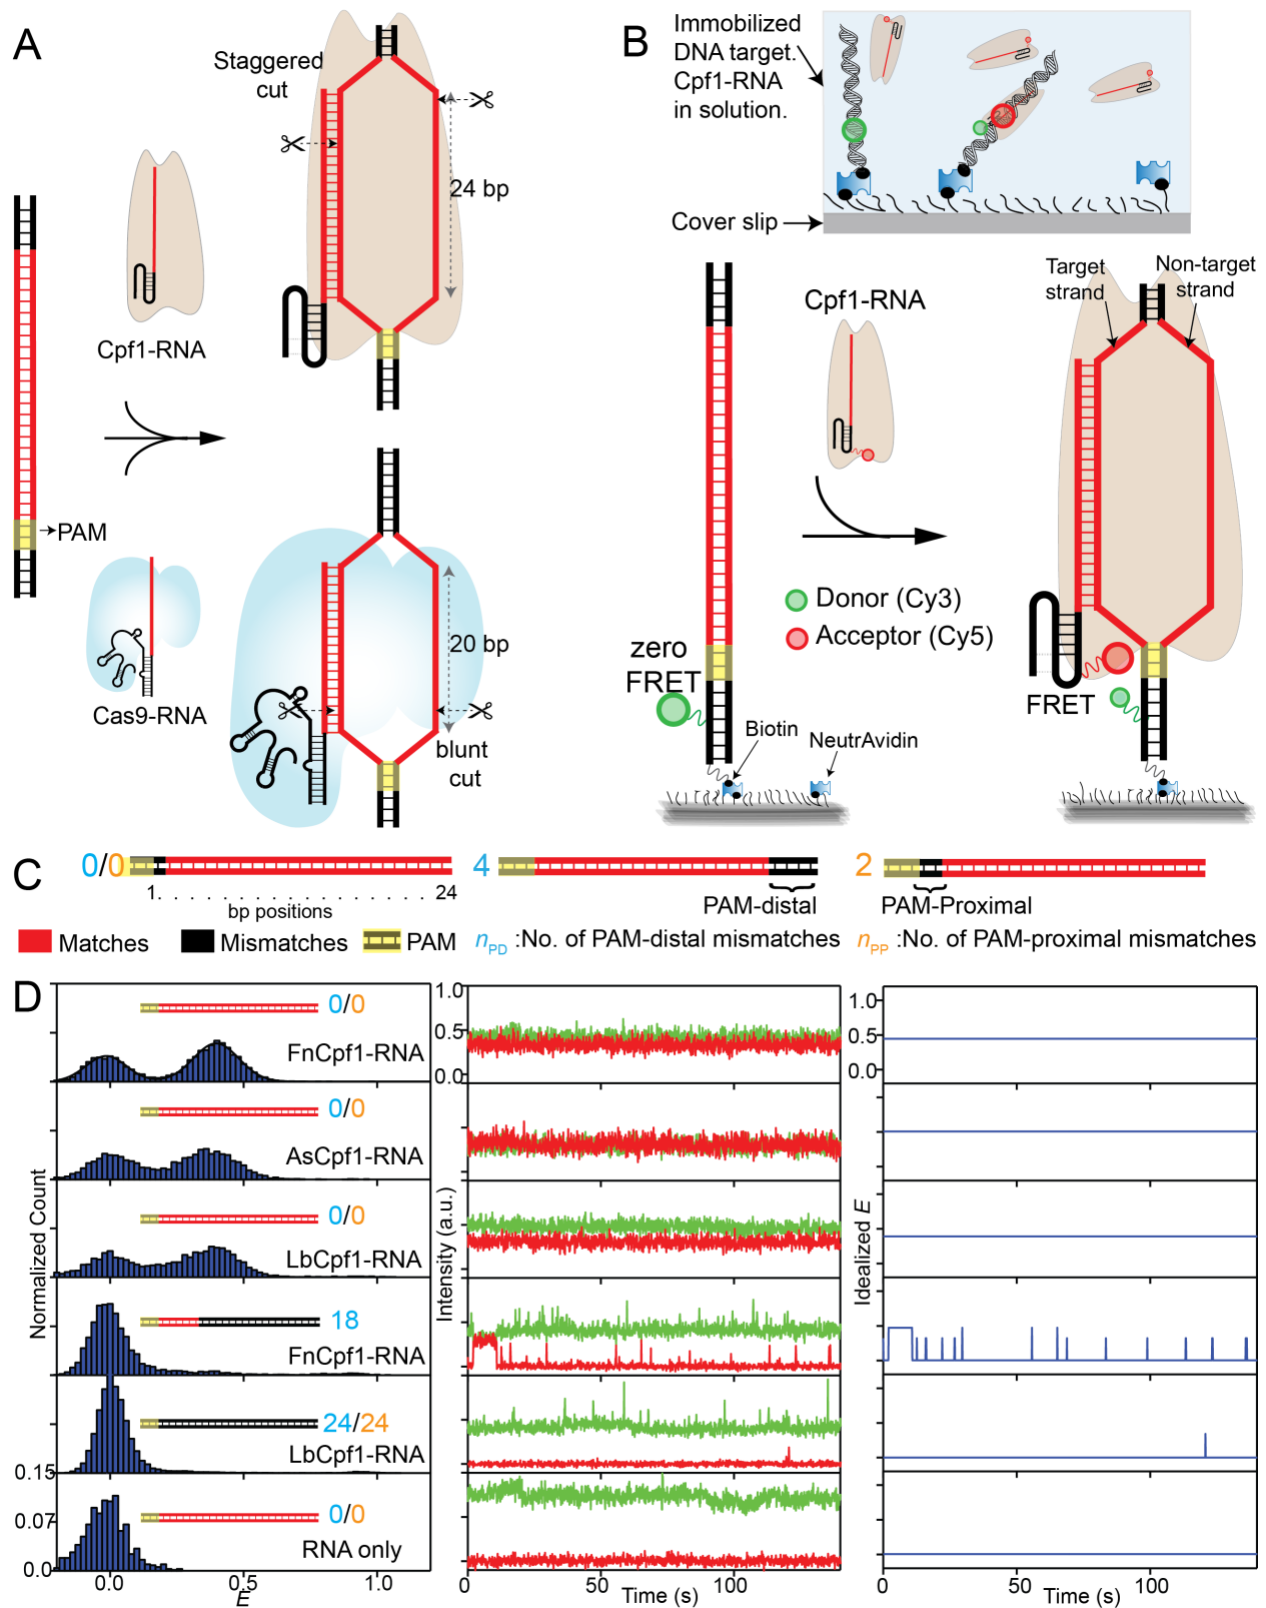 A
Staggered
cut
24 bp
Cpf1-RNA
PAM
Cas9-RNA
20 bp
blunt
cut
B
Immobilized
DNA target.
Cpf1-RNA
in solution.
Cover slip
Cpf1-RNA
Target
strand
Non-target
strand
Donor (Cy3)
Acceptor (Cy5)
zero
FRET
FRET
Biotin
NeutrAvidin
C
0/0
1
24
bp positions
4
PAM-distal
2
PAM-Proximal
Matches
Mismatches
PAM
nPD :No. of PAM-distal mismatches
nPP :No. of PAM-proximal mismatches
D
Normalized Count
0/0
FnCpf1-RNA
0/0
AsCpf1-RNA
0/0
LbCpf1-RNA
18
FnCpf1-RNA
24/24
LbCpf1-RNA
0/0
RNA only
0.15
0.07
0.0
0.0
0.5
1.0
E
Intensity (a.u.)
1.0
0.5
0.0
50
100
Time (s)
Idealized E
1.0
0.5
0.0
0
50
100
Time (s)